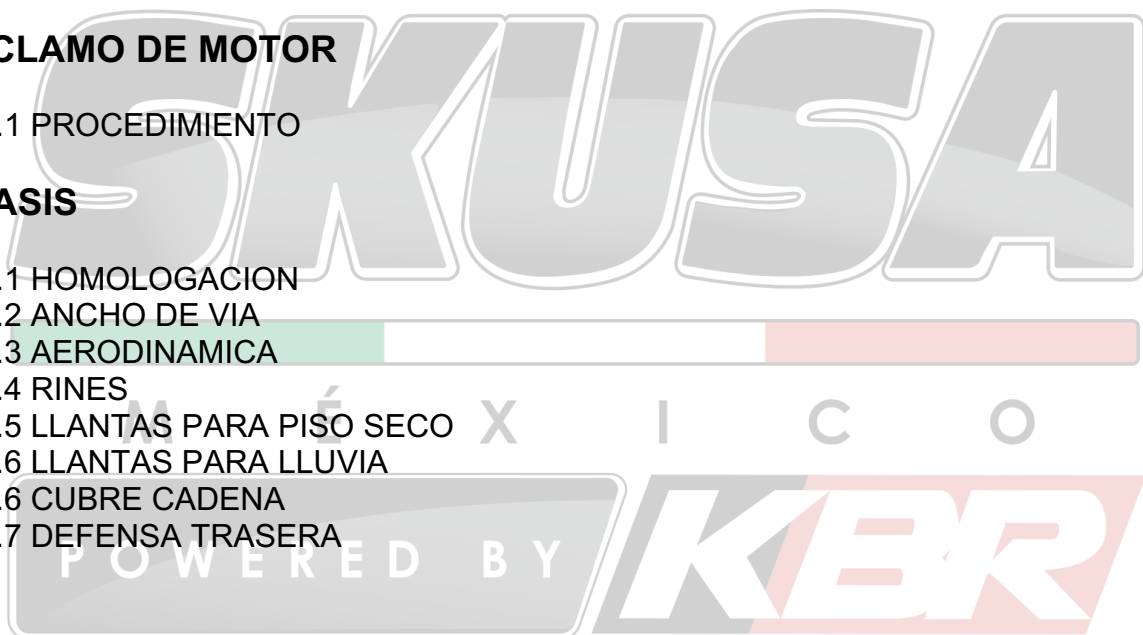 SKUSA
CLAMO DE MOTOR
.1 PROCEDIMIENTO
ASIS
.1 HOMOLOGACION
.2 ANCHO DE VIA
.3 AERODINAMICA
.4 RINES
MÉXICO
.5 LLANTAS PARA PISO SECO
.6 LLANTAS PARA LLUVIA
.6 CUBRE CADENA
.7 DEFENSA TRASERA
POWERED BY KBR